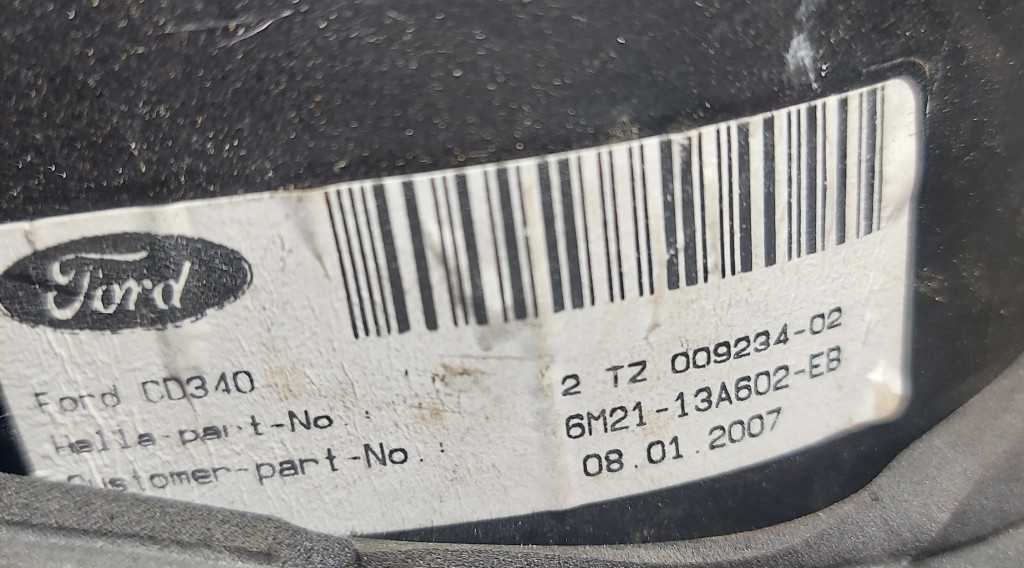 Ford
Ford CD340
Hella-part-No.: 2 TZ 009234-02
Customer-part-No.: 6M21-13A602-EB
08.01.2007